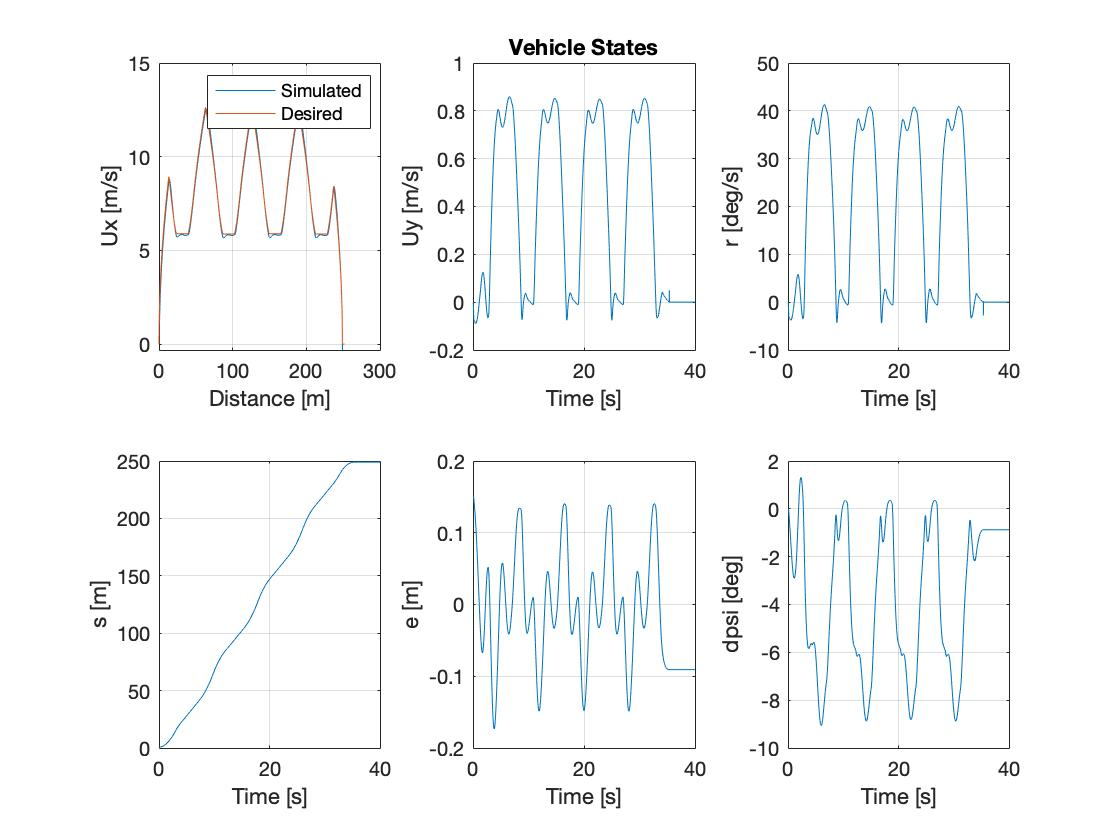 Vehicle States
Simulated
Desired
15
10
5
0
Ux [m/s]
0 100 200 300
Distance [m]
1
0.8
0.6
0.4
0.2
0
-0.2
Uy [m/s]
0 20 40
Time [s]
50
40
30
20
10
0
-10
r [deg/s]
0 20 40
Time [s]
250
200
150
100
50
0
s [m]
0 20 40
Time [s]
0.2
0.1
0
-0.1
-0.2
e [m]
0 20 40
Time [s]
2
0
-2
-4
-6
-8
-10
dpsi [deg]
0 20 40
Time [s]